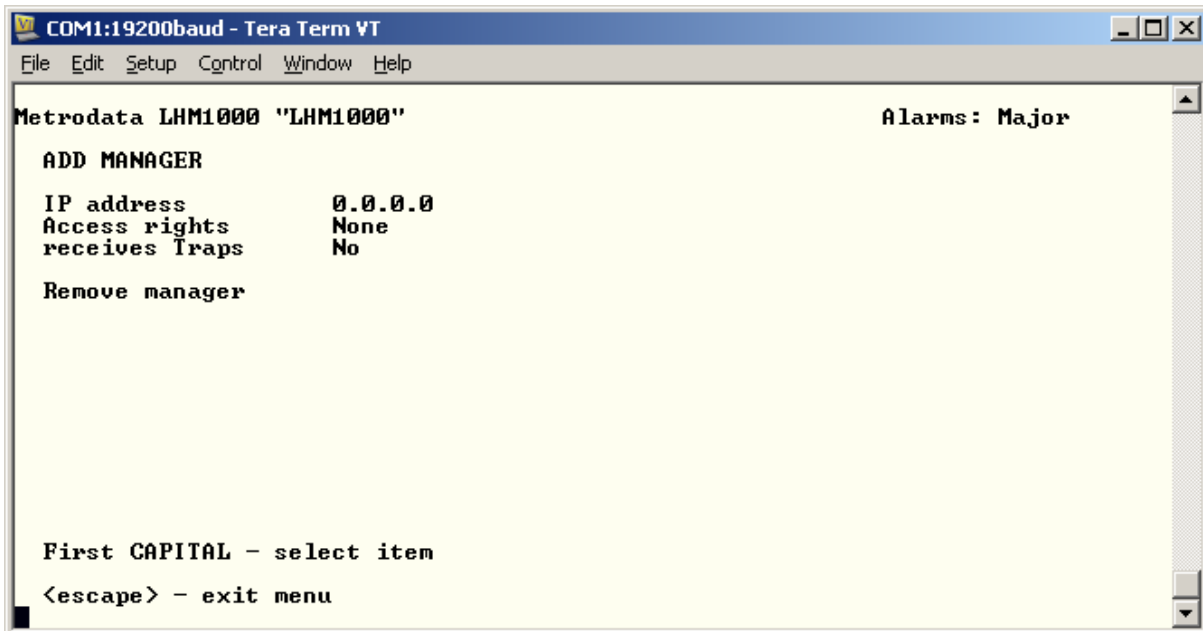 COM1:19200baud - Tera Term VT
File Edit Setup Control Window Help
Metrodata LHM1000 "LHM1000" Alarms: Major
ADD MANAGER
IP address 0.0.0.0
Access rights None
receives Traps No
Remove manager
First CAPITAL - select item
<escape> - exit menu